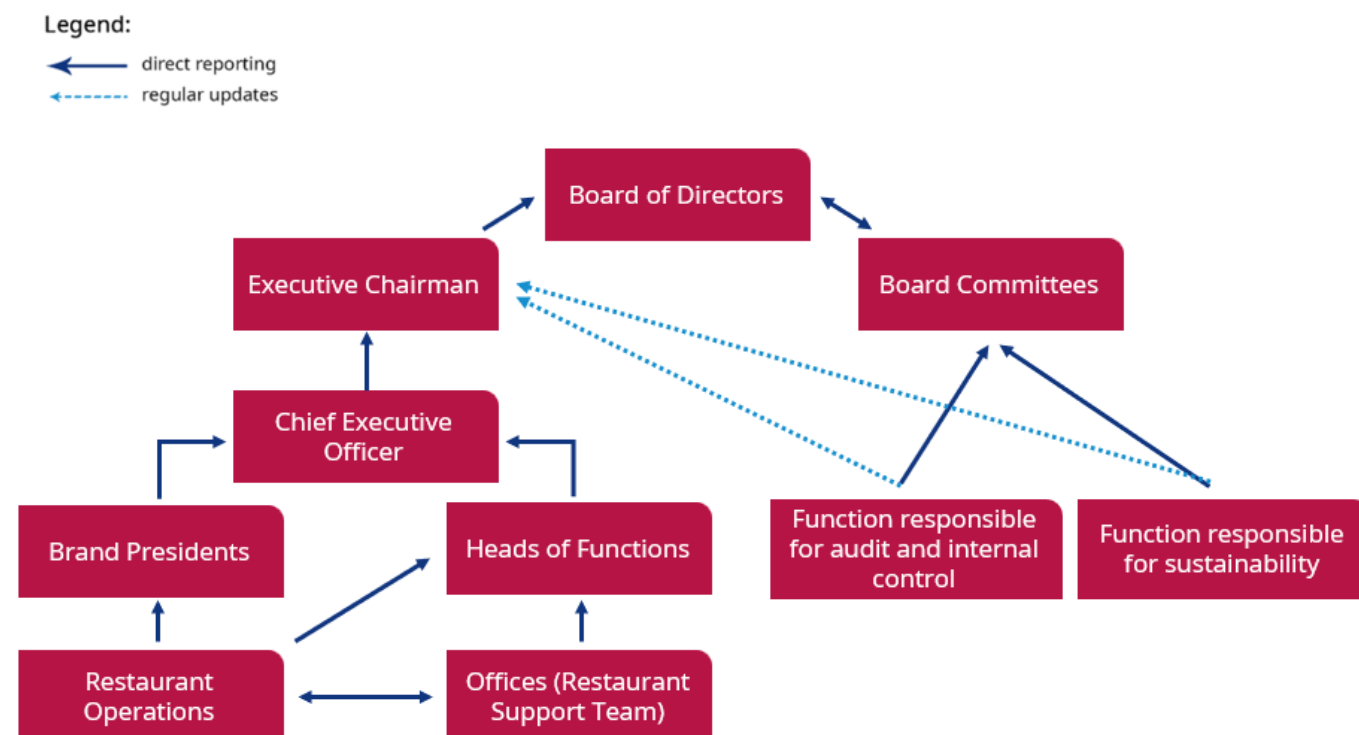 Legend:
direct reporting
regular updates
Board of Directors
Executive Chairman
Board Committees
Chief Executive
Officer
Brand Presidents
Heads of Functions
Function responsible
for audit and internal
control
Function responsible
for sustainability
Restaurant
Operations
Offices (Restaurant
Support Team)